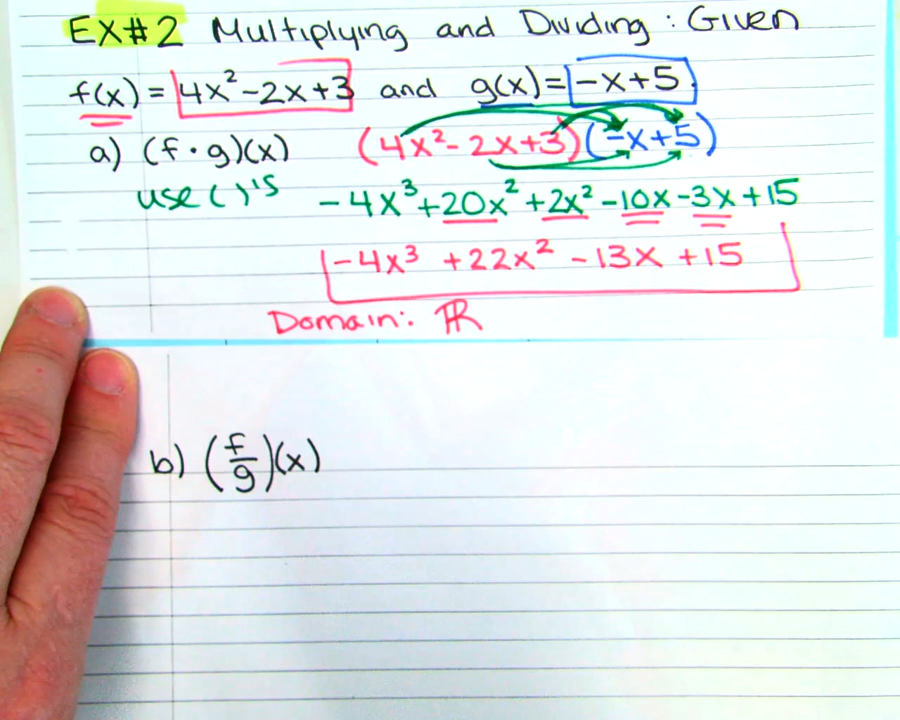 EX#2 Multiplying and Dividing: Given
f(x) = 4x²-2x+3 and g(x)= -x+5.
a) (f·g)(x) (4x²-2x+3)(-x+5)
use ( )'s -4x³+20x²+2x²-10x-3x+15
-4x³ +22x² -13x +15
Domain: ℝ
b) (f/g)(x)